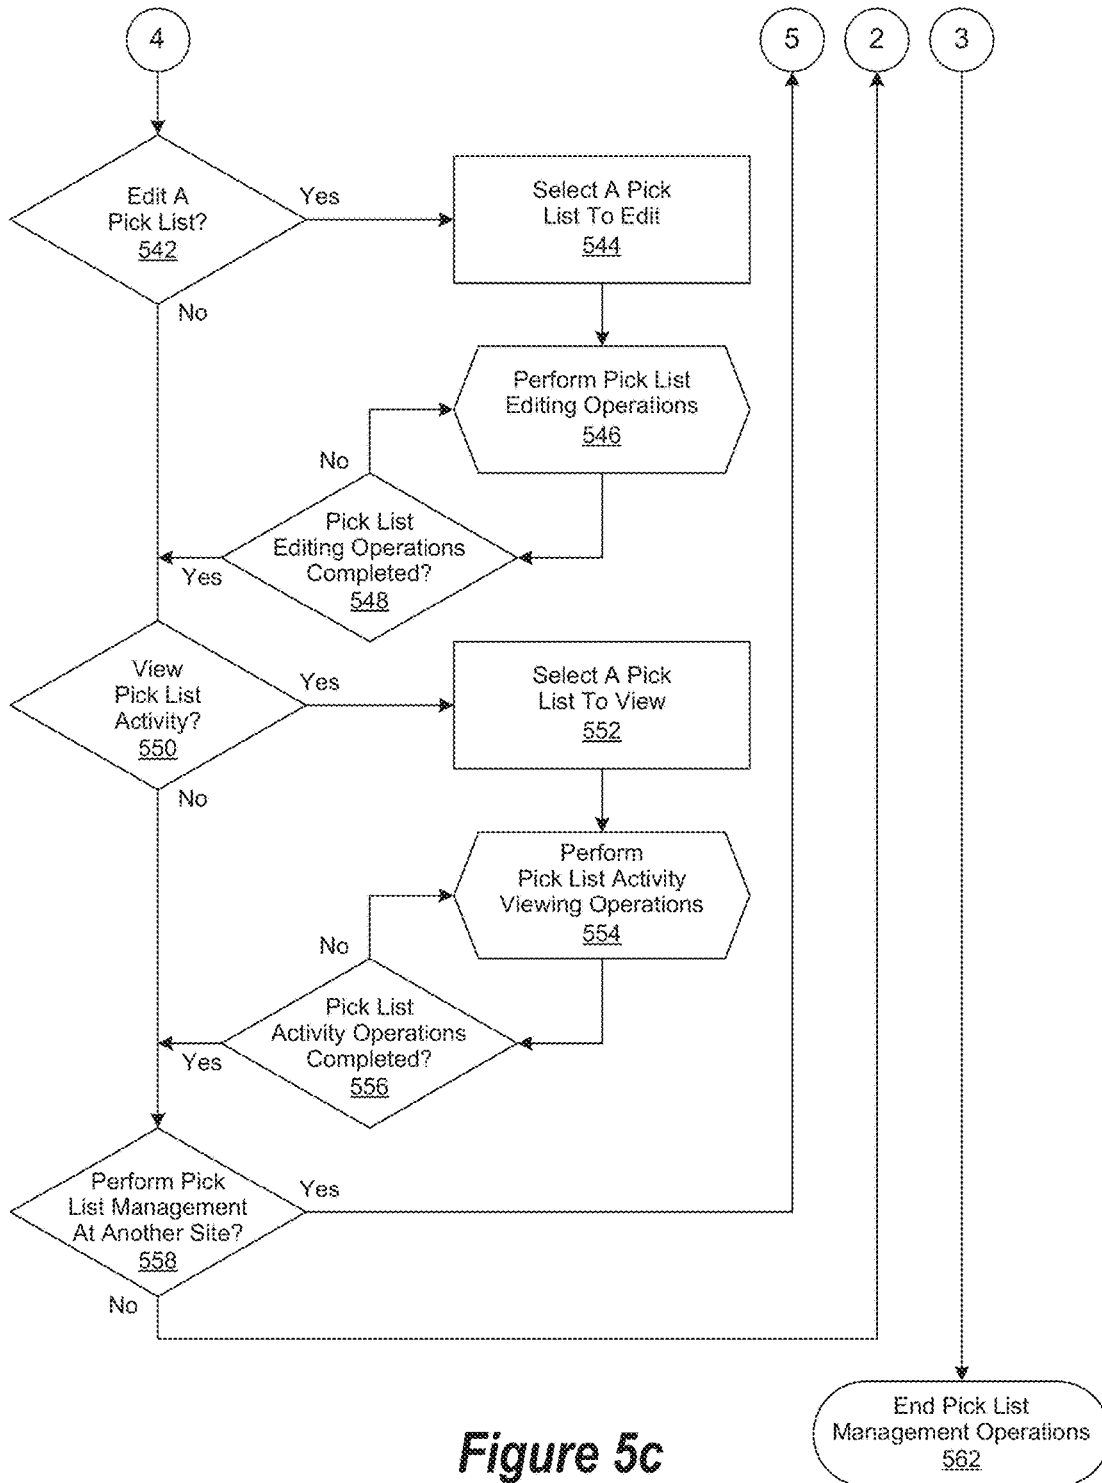 4
5
2
3
Edit A
Pick List?
542
Yes
No
Select A Pick
List To Edit
544
Perform Pick List
Editing Operations
546
No
Pick List
Editing Operations
Completed?
548
Yes
View
Pick List
Activity?
550
Yes
No
Select A Pick
List To View
552
Perform
Pick List Activity
Viewing Operations
554
No
Pick List
Activity Operations
Completed?
556
Yes
Perform Pick
List Management
At Another Site?
558
Yes
No
End Pick List
Management Operations
562
Figure 5c